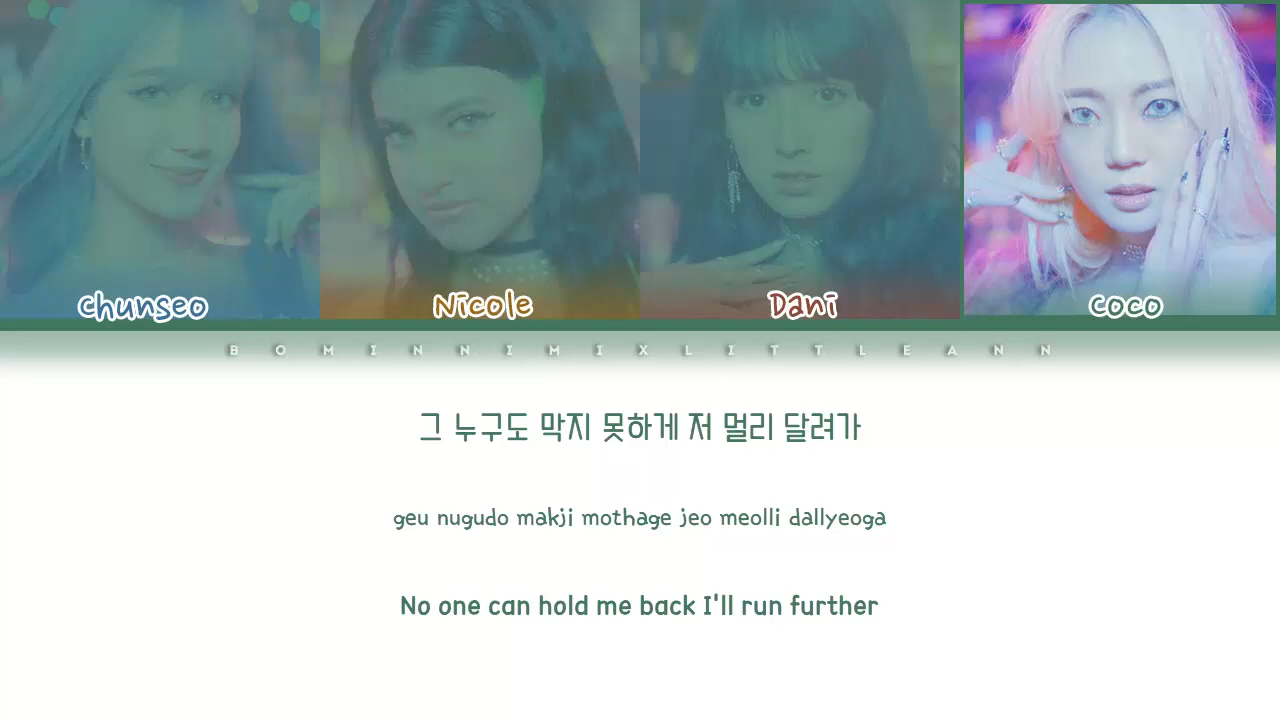 Chunseo Nicole Dani Coco
BOMINNIMIXLITTLEANN
그 누구도 막지 못하게 저 멀리 달려가
geu nugudo makji mothage jeo meolli dallyeoga
No one can hold me back I'll run further